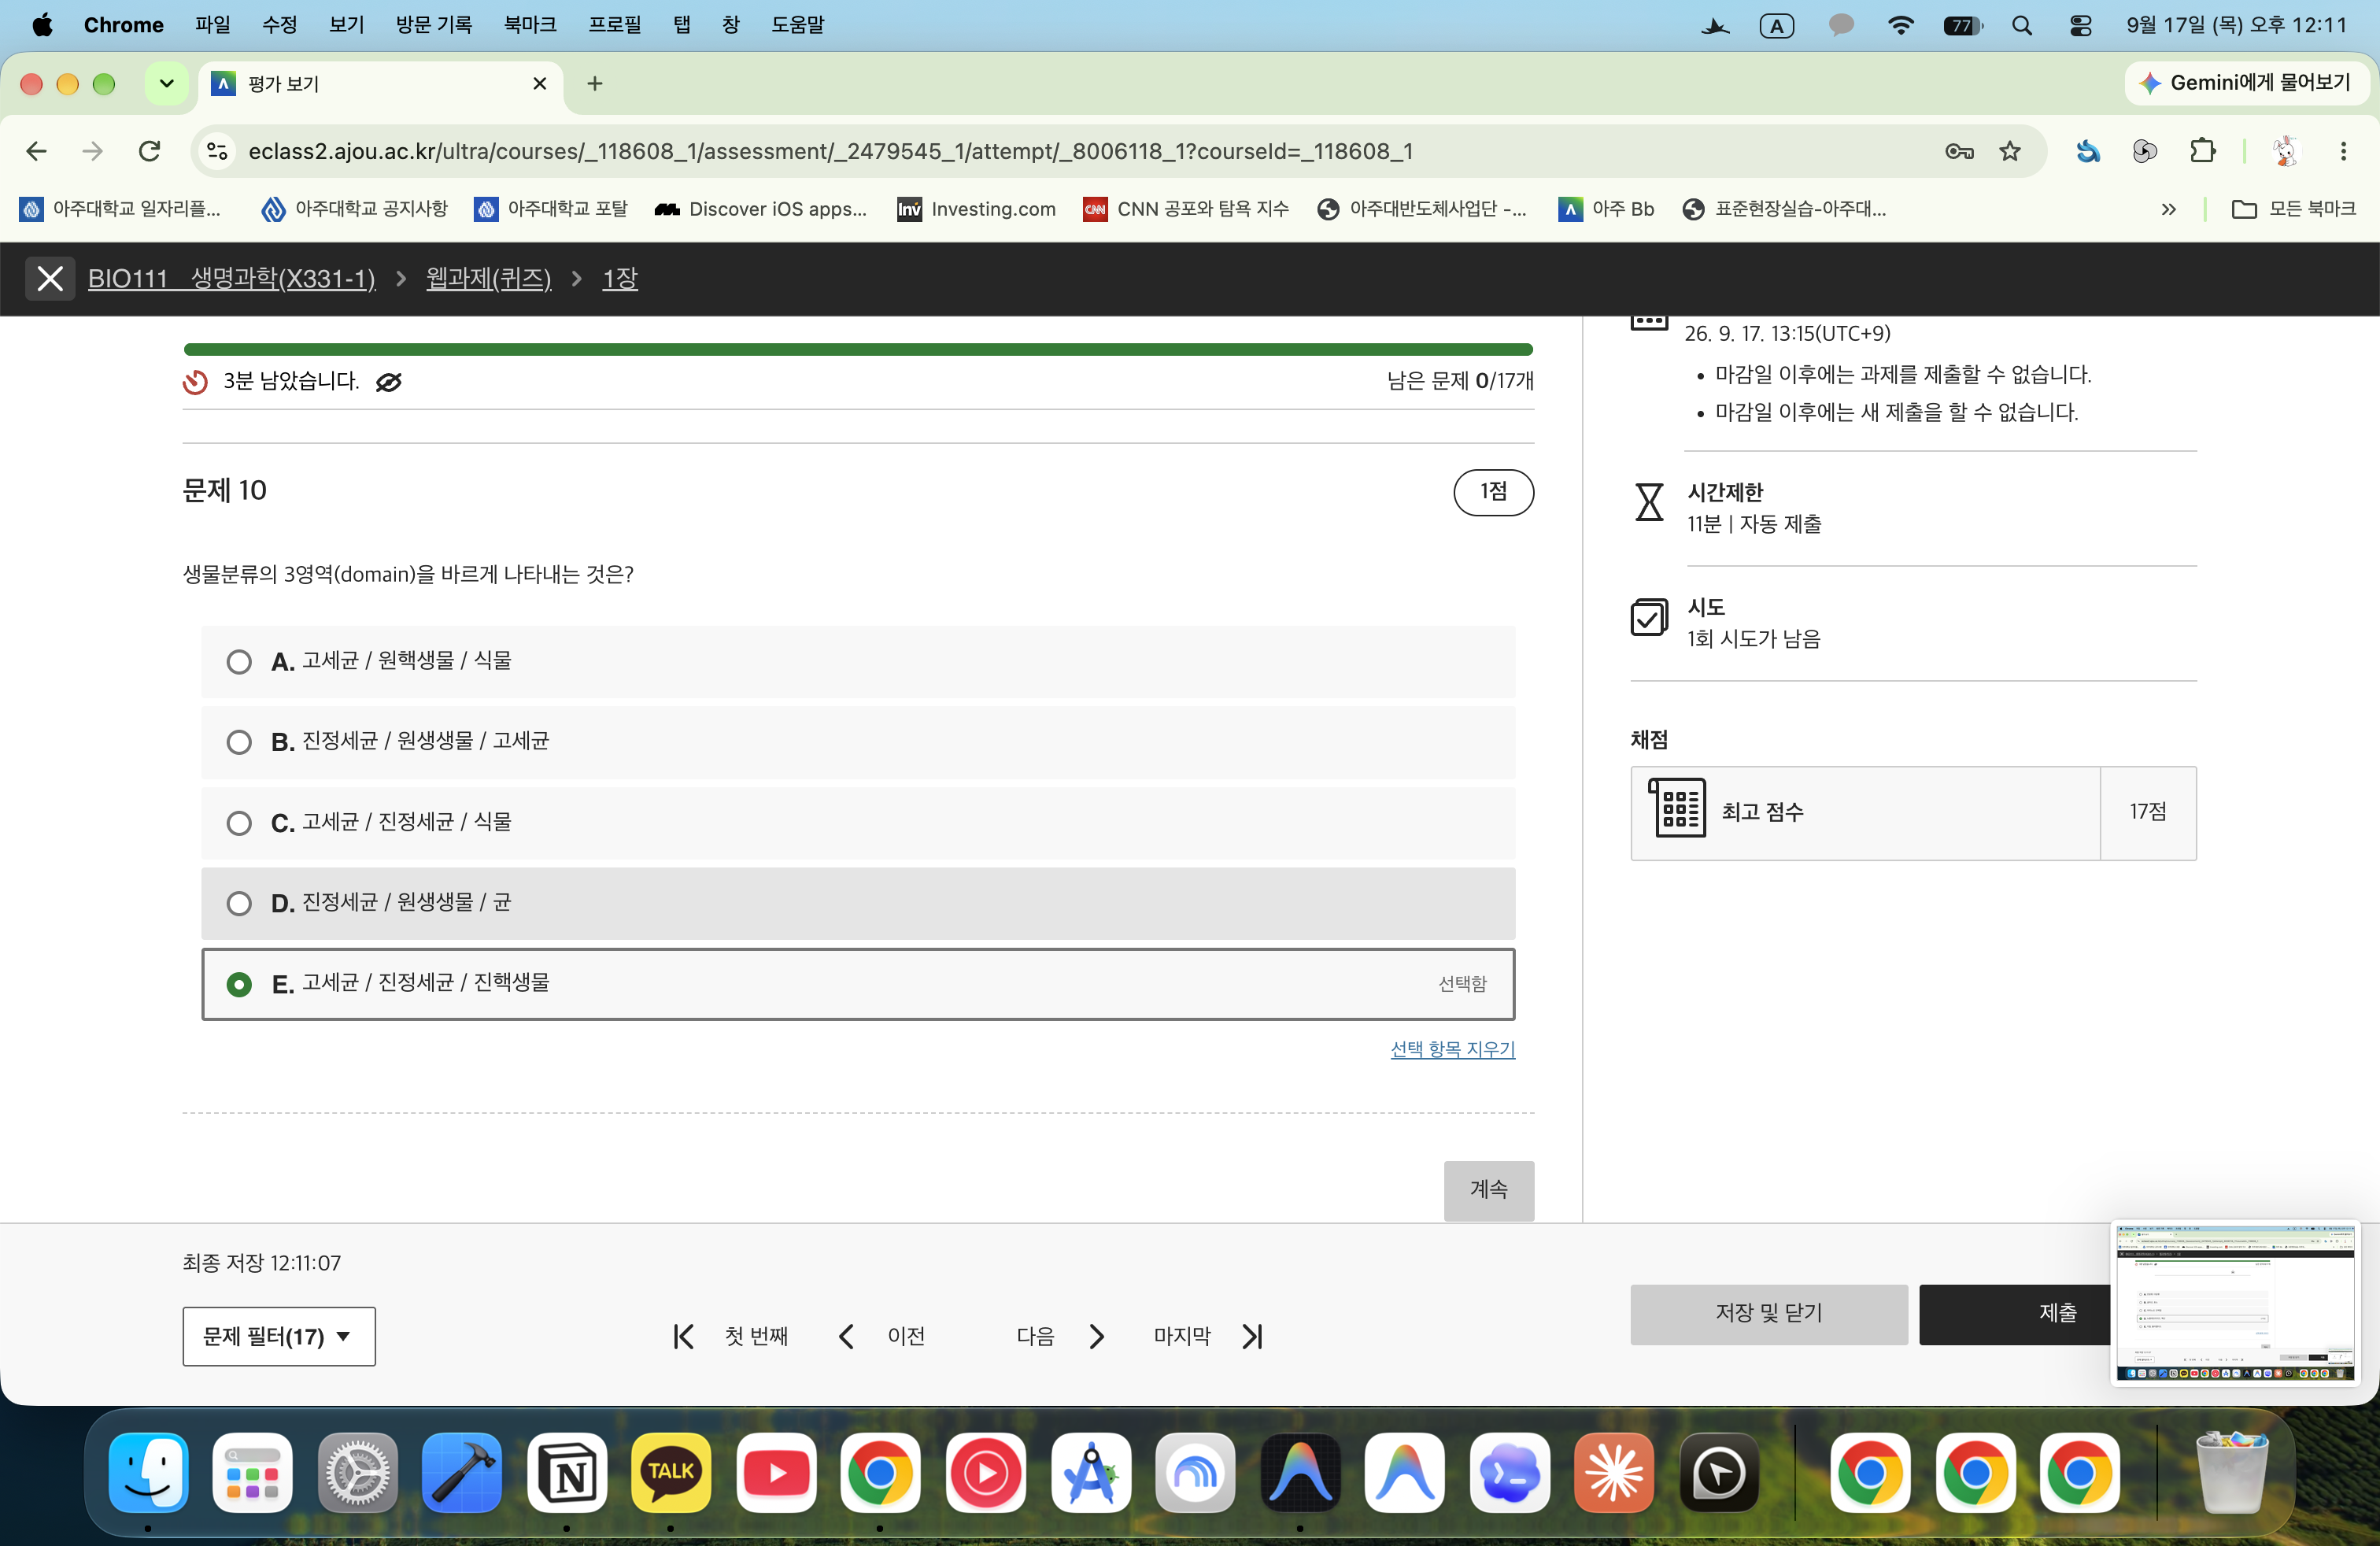 Chrome 파일 수정 보기 방문 기록 북마크 프로필 탭 창 도움말 A 77 9월 17일 (목) 오후 12:11
평가 보기 Gemini에게 물어보기
eclass2.ajou.ac.kr/ultra/courses/_118608_1/assessment/_2479545_1/attempt/_8006118_1?courseId=_118608_1
아주대학교 일자리플... 아주대학교 공지사항 아주대학교 포탈 Discover iOS apps... Inv Investing.com CNN CNN 공포와 탐욕 지수 아주대반도체사업단 -... 아주 Bb 표준현장실습-아주대... 모든 북마크
BIO111_ 생명과학(X331-1) 웹과제(퀴즈) 1장
26. 9. 17. 13:15(UTC+9)
3분 남았습니다. 남은 문제 0/17개
• 마감일 이후에는 과제를 제출할 수 없습니다.
• 마감일 이후에는 새 제출을 할 수 없습니다.
문제 10 1점
시간제한
11분 | 자동 제출
생물분류의 3영역(domain)을 바르게 나타내는 것은?
시도
1회 시도가 남음
A. 고세균 / 원핵생물 / 식물
B. 진정세균 / 원생생물 / 고세균
채점
C. 고세균 / 진정세균 / 식물
최고 점수 17점
D. 진정세균 / 원생생물 / 균
E. 고세균 / 진정세균 / 진핵생물 선택함
선택 항목 지우기
계속
최종 저장 12:11:07
문제 필터(17) 첫 번째 이전 다음 마지막 저장 및 닫기 제출
TALK